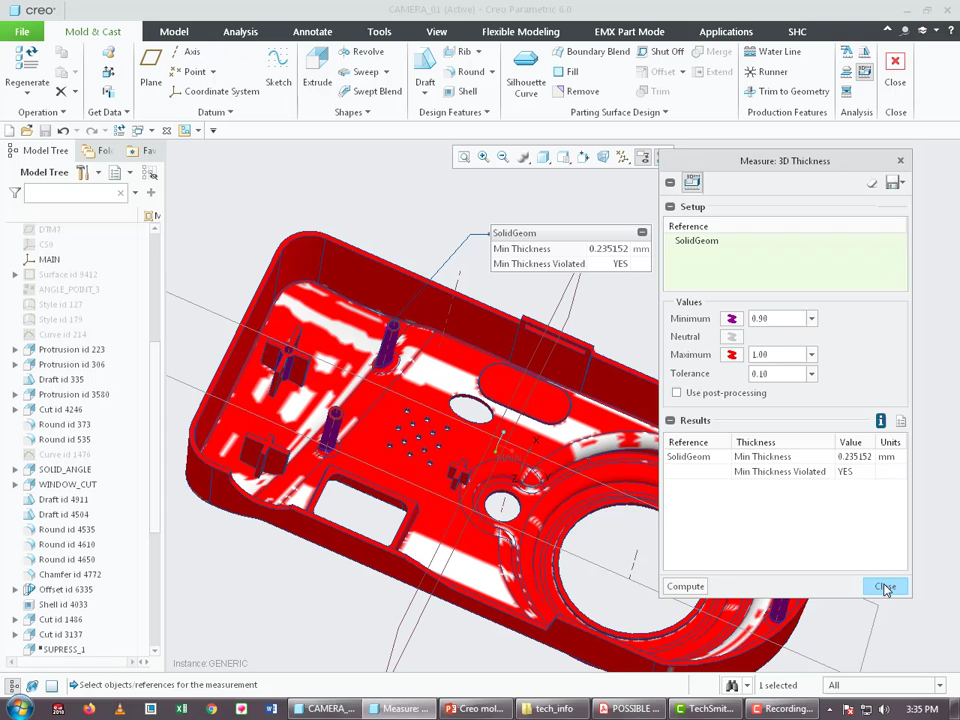 creo
CAMERA_01 (Active) - Creo Parametric 6.0
File
Mold & Cast
Model
Analysis
Annotate
Tools
View
Flexible Modeling
EMX Part Mode
Applications
SHC
Regenerate
Operation
Get Data
Plane
Axis
Point
Coordinate System
Sketch
Datum
Extrude
Revolve
Sweep
Swept Blend
Shapes
Draft
Rib
Round
Shell
Design Features
Silhouette
Curve
Boundary Blend
Fill
Remove
Shut Off
Offset
Trim
Merge
Extend
Parting Surface Design
Water Line
Runner
Trim to Geometry
Production Features
Analysis
Close
Close
Model Tree
Fol
Fav
Model Tree
DTM7
CS0
MAIN
Surface id 9412
ANGLE_POINT_3
Style id 127
Style id 179
Curve id 214
Protrusion id 223
Protrusion id 306
Draft id 335
Protrusion id 3580
Cut id 4246
Round id 373
Round id 535
Curve id 1476
SOLID_ANGLE
WINDOW_CUT
Draft id 4911
Draft id 4504
Round id 4535
Round id 4610
Round id 4650
Chamfer id 4772
Offset id 6335
Shell id 4033
Cut id 1486
Cut id 3137
SUPRESS_1
SolidGeom
Min Thickness 0.235152 mm
Min Thickness Violated YES
X
Z
Instance:GENERIC
Measure: 3D Thickness
Setup
Reference
SolidGeom
Values
Minimum 0.90
Neutral
Maximum 1.00
Tolerance 0.10
Use post-processing
Results
Reference Thickness Value Units
SolidGeom Min Thickness 0.235152 mm
Min Thickness Violated YES
Compute
Close
Select objects/references for the measurement
1 selected
All
CAMERA_...
Measure: ...
Creo mol...
tech_info
POSSIBLE ...
TechSmit...
Recording...
3:35 PM